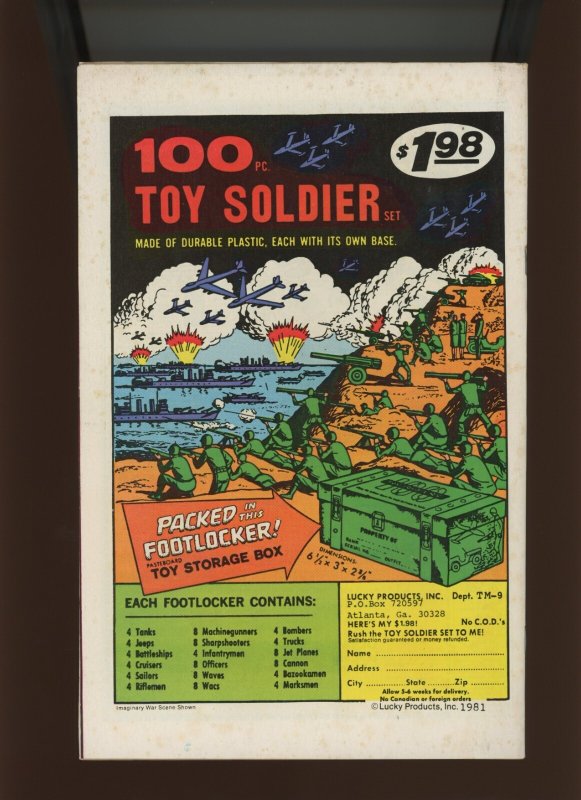 100 PC.
$1.98
TOY SOLDIER SET
MADE OF DURABLE PLASTIC, EACH WITH ITS OWN BASE.
PACKED IN THIS
FOOTLOCKER!
PASTEBOARD
TOY STORAGE BOX
PROPERTY OF
DIMENSIONS:
EACH FOOTLOCKER CONTAINS:
4 Tanks
4 Jeeps
4 Battleships
4 Cruisers
4 Sailors
4 Riflemen
8 Machinegunners
8 Sharpshooters
4 Infantrymen
8 Officers
8 Waves
8 Wacs
4 Bombers
4 Trucks
8 Jet Planes
8 Cannon
4 Bazookamen
4 Marksmen
LUCKY PRODUCTS, INC. Dept. TM-9
P.O.Box 720597
Atlanta, Ga. 30328
HERE'S MY $1.98! No C.O.D.'s
Rush the TOY SOLDIER SET TO ME!
Satisfaction guaranteed or money refunded.
Name
Address
City State Zip
Allow 5-6 weeks for delivery.
No Canadian or foreign orders
Imaginary War Scene Shown
©Lucky Products, Inc. 1981